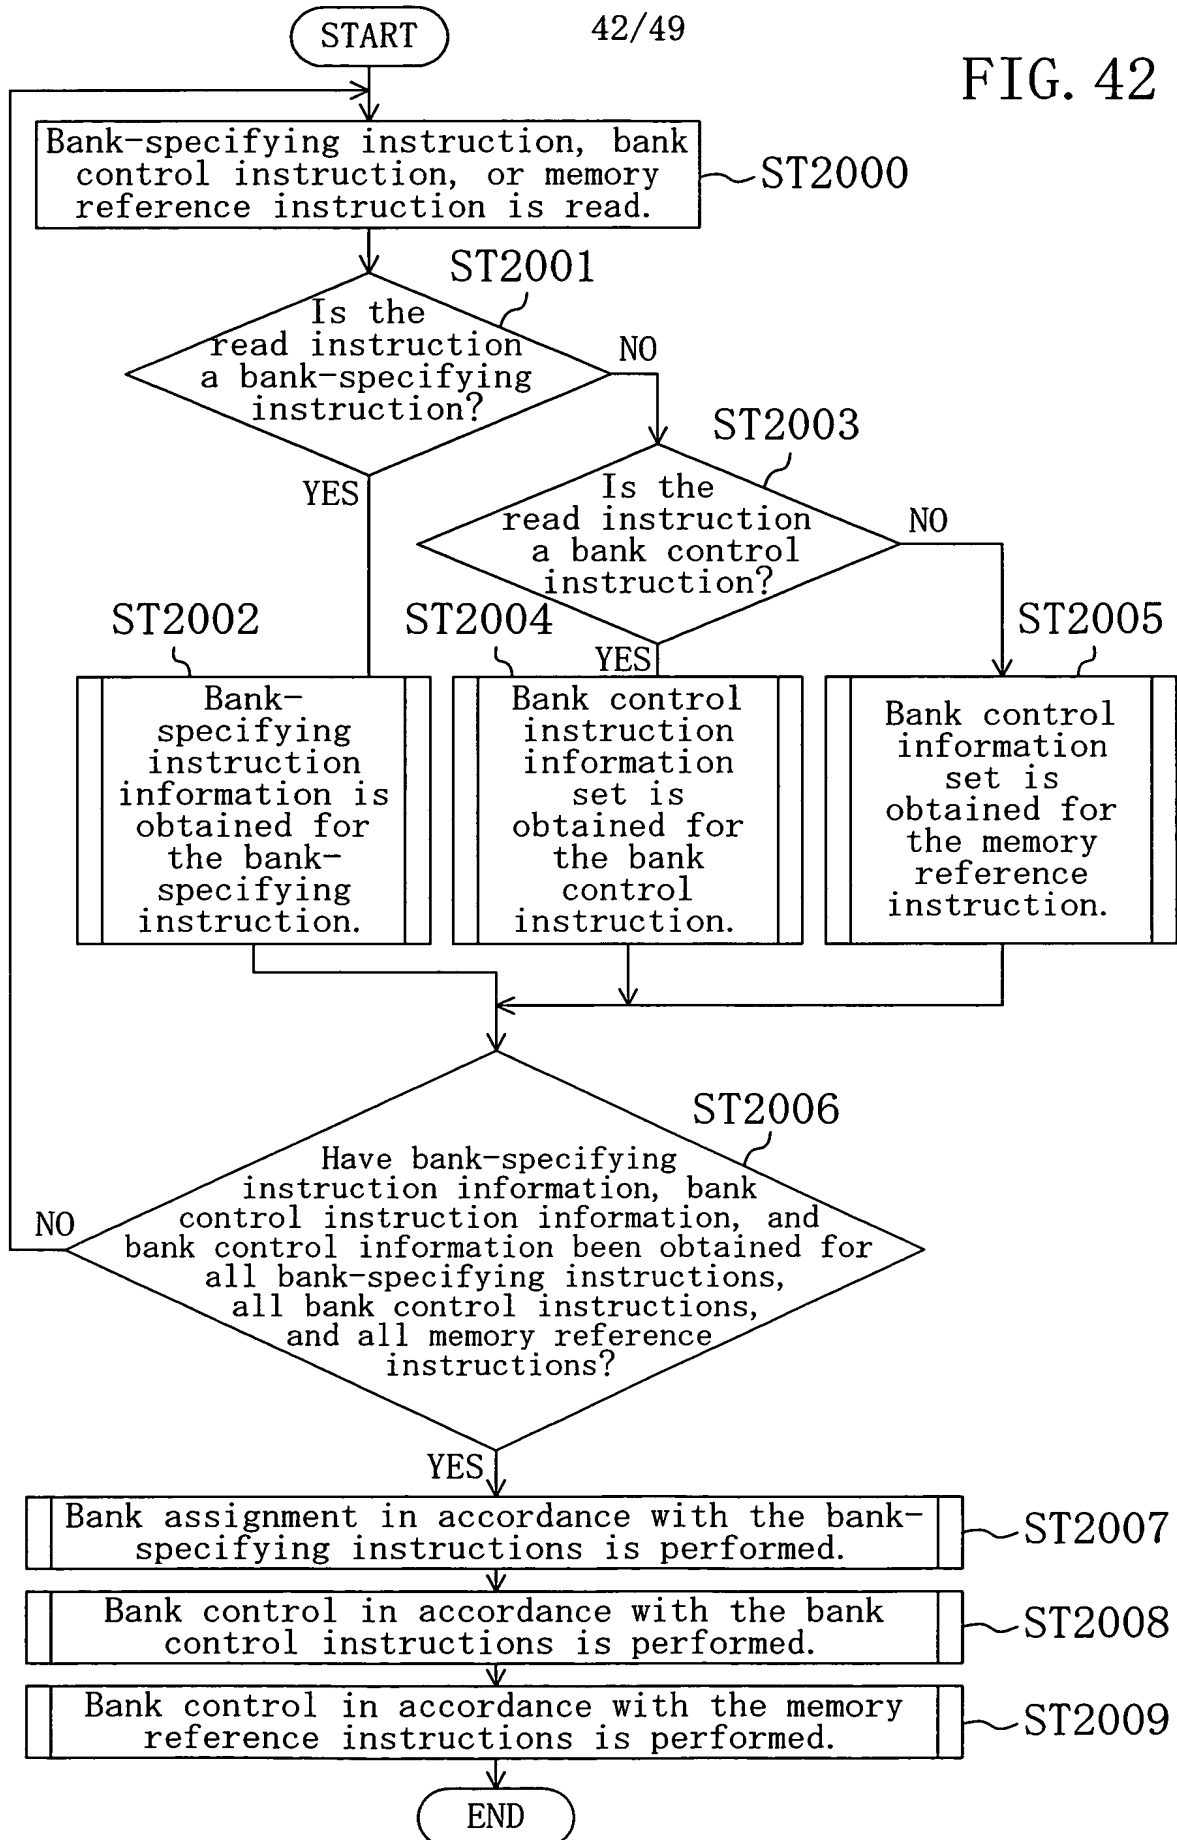 START
42/49
FIG. 42
Bank-specifying instruction, bank
control instruction, or memory
reference instruction is read.
ST2000
ST2001
Is the
read instruction
a bank-specifying
instruction?
NO
YES
ST2003
Is the
read instruction
a bank control
instruction?
NO
YES
ST2002
Bank-
specifying
instruction
information is
obtained for
the bank-
specifying
instruction.
ST2004
Bank control
instruction
information
set is
obtained for
the bank
control
instruction.
ST2005
Bank control
information
set is
obtained for
the memory
reference
instruction.
ST2006
Have bank-specifying
instruction information, bank
control instruction information, and
bank control information been obtained for
all bank-specifying instructions,
all bank control instructions,
and all memory reference
instructions?
NO
YES
Bank assignment in accordance with the bank-
specifying instructions is performed.
ST2007
Bank control in accordance with the bank
control instructions is performed.
ST2008
Bank control in accordance with the memory
reference instructions is performed.
ST2009
END